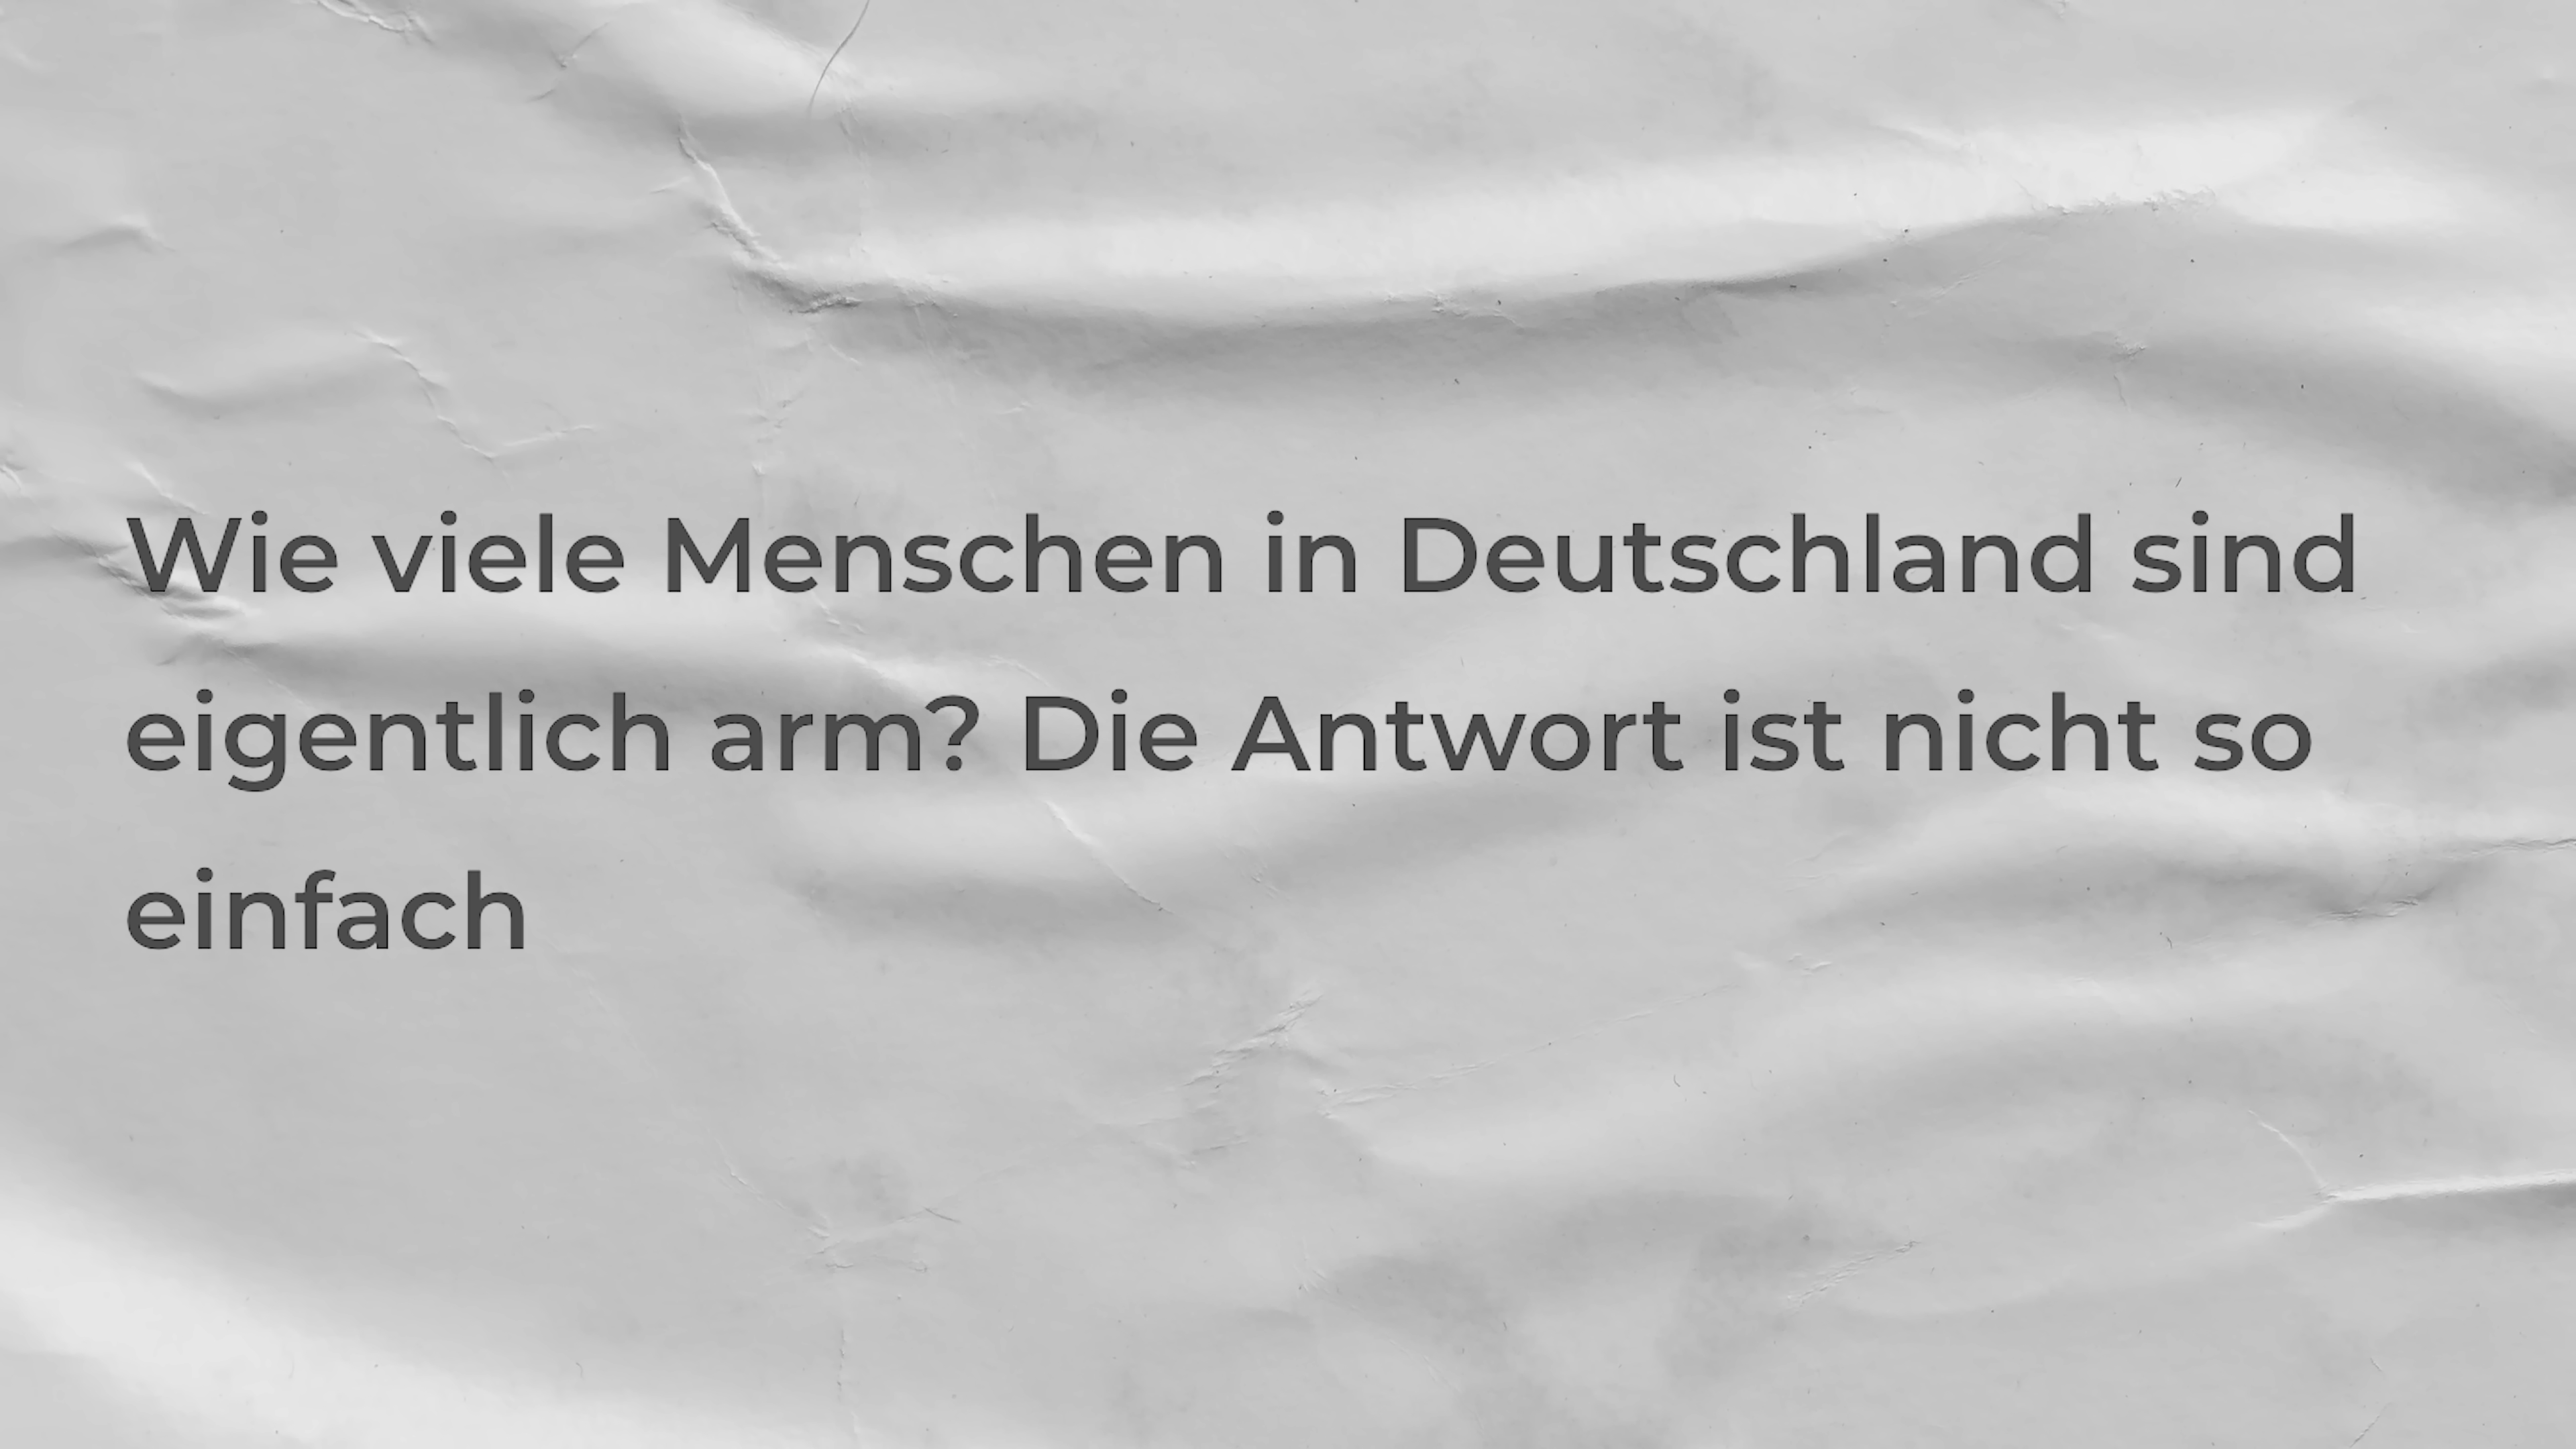 Wie viele Menschen in Deutschland sind
eigentlich arm? Die Antwort ist nicht so
einfach